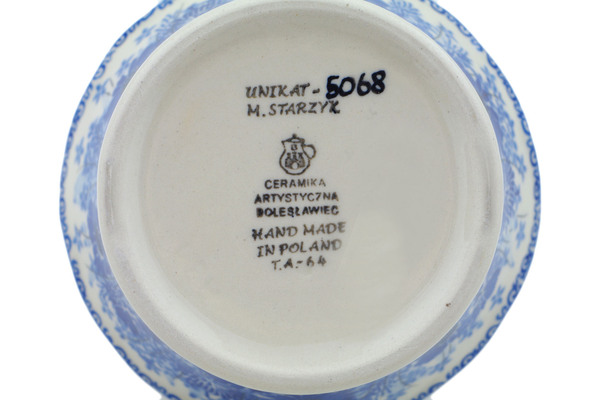 UNIKAT-5068
M. STARZYK
CERAMIKA
ARTYSTYCZNA
BOLESŁAWIEC
HAND MADE
IN POLAND
T.A.-64